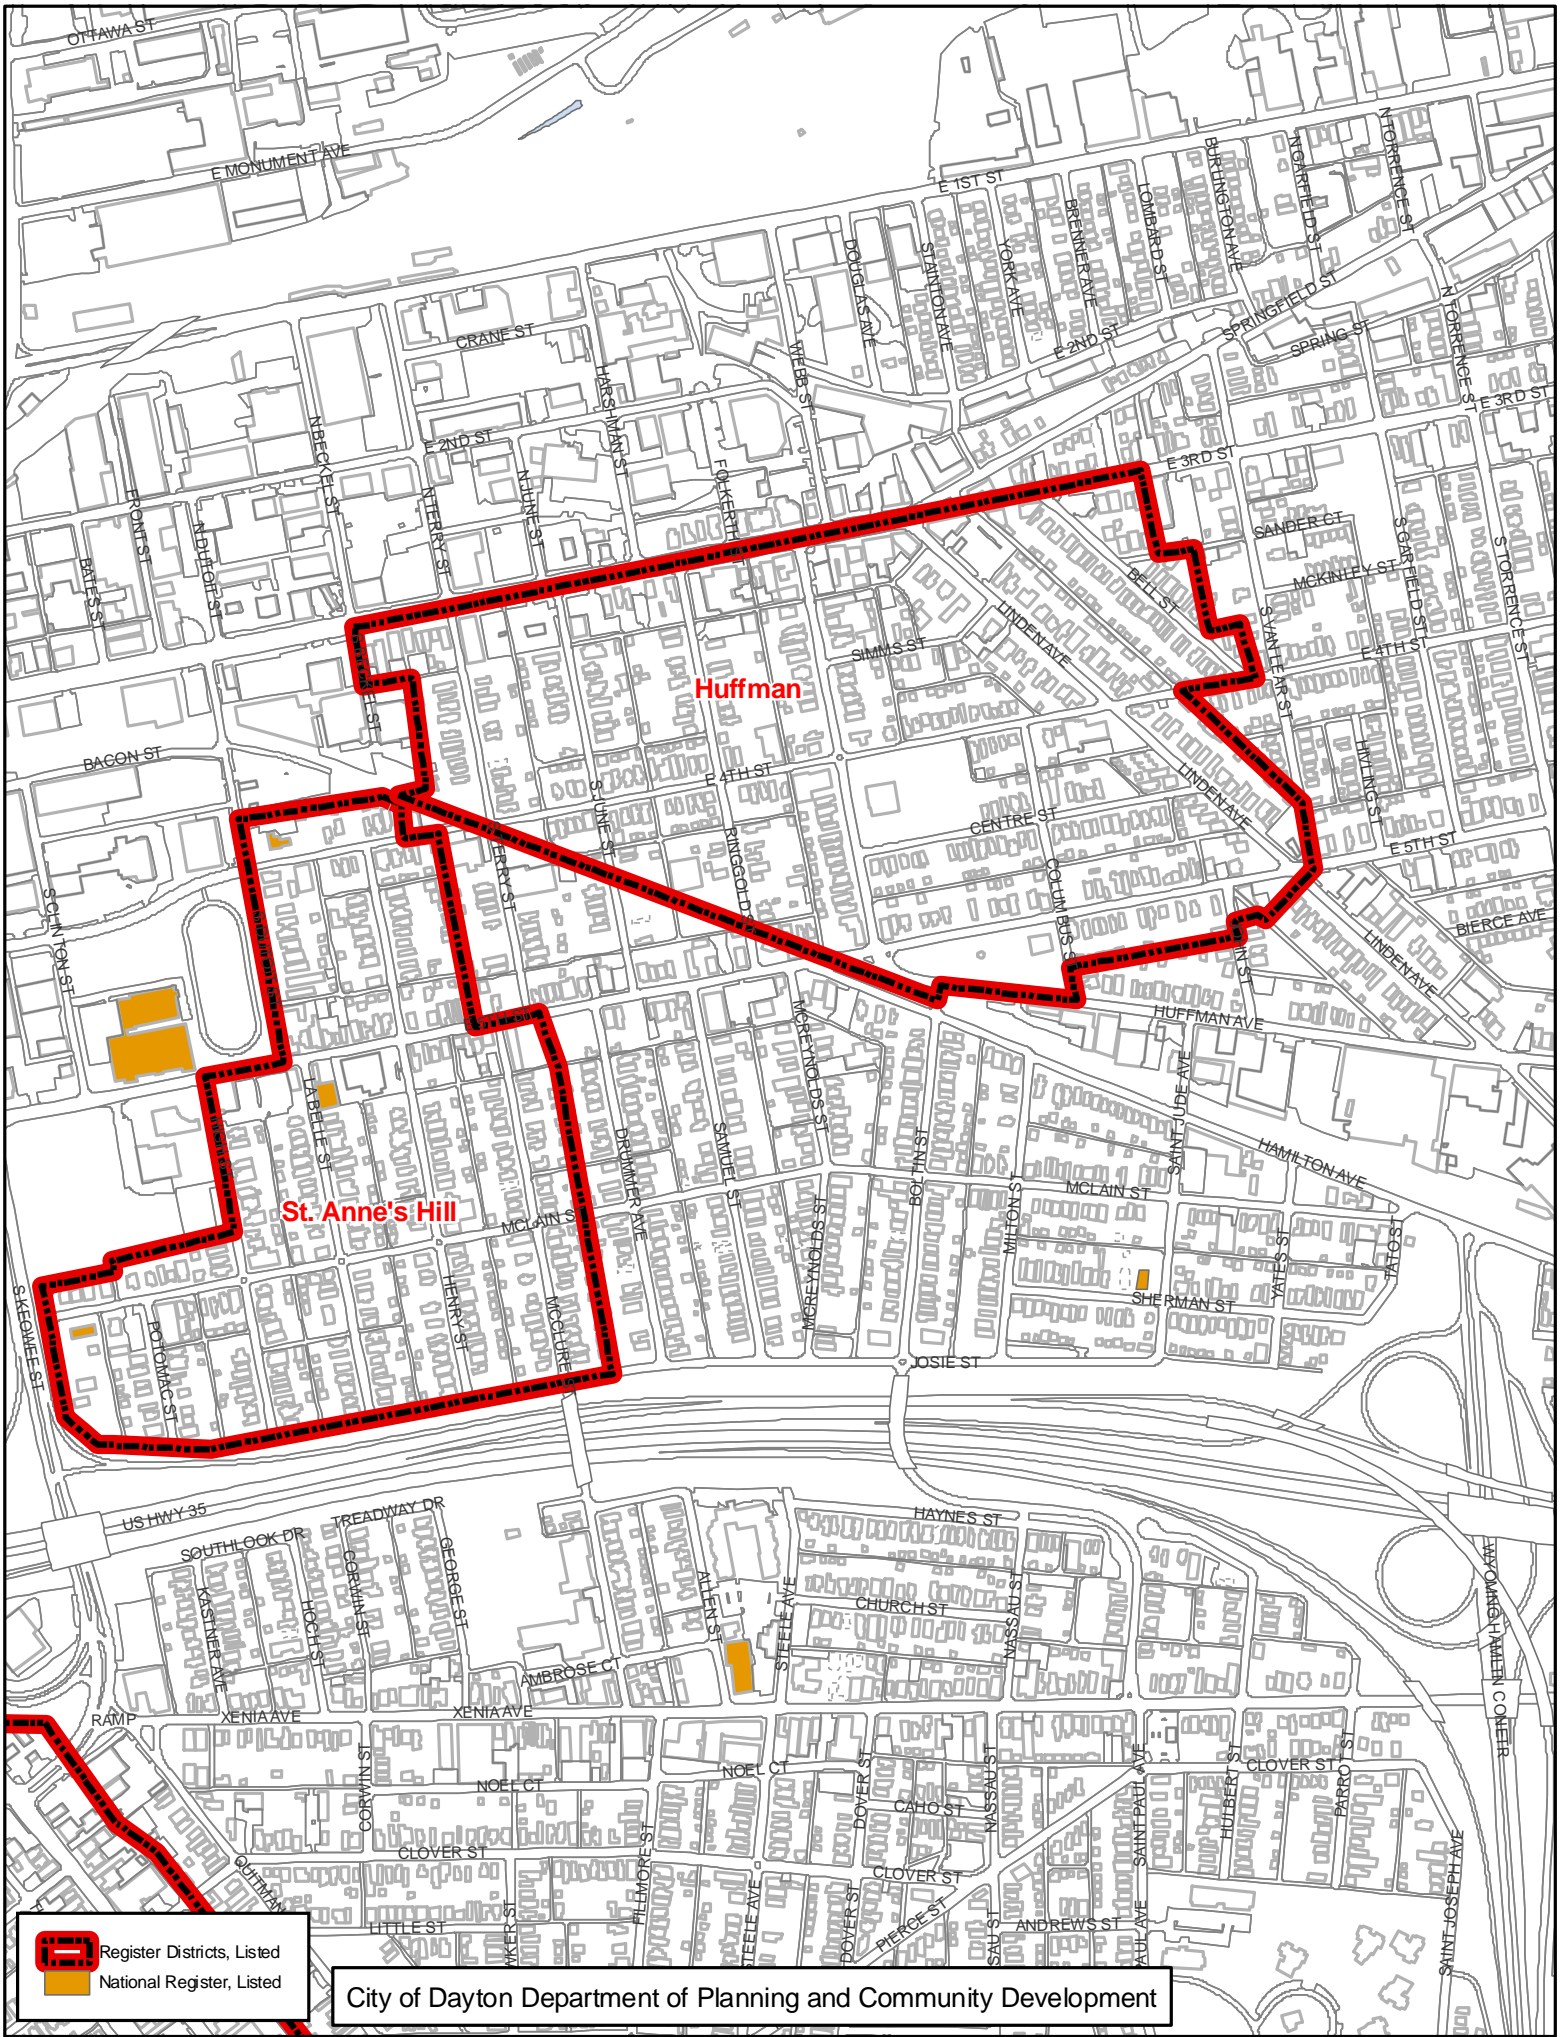 OTTAWA ST
E MONUMENT AVE
E 1ST ST
N TORRENCE ST
N GARFIELD ST
BURLINGTON AVE
LOMBARD ST
BRENNER AVE
YORK AVE
STAINTON AVE
DOUGLAS AVE
CRANE ST
WEBB ST
E 2ND ST
SPRINGFIELD ST
SPRING ST
N TORRENCE ST
HARSHMAN ST
E 3RD ST
N BECKEL ST
E 2ND ST
E 3RD ST
FRONT ST
N DUTOIT ST
N TERRY ST
N JUNE ST
FOLKERTH
SANDER CT
BATES ST
BELL ST
MCKINLEY ST
S GARFIELD ST
S TORRENCE ST
LINDEN AVE
SIMMS ST
S VAN LEAR ST
E 4TH ST
Huffman
BACON ST
E 4TH ST
HIVLING ST
LINDEN AVE
S JUNE ST
CENTRE ST
E 5TH ST
RINGGOLD S
COLUMBUS S
S CLINTON ST
BIERCE AVE
LINDEN AVE
HUFFMAN AVE
MCREYNOLDS ST
LABELLE ST
SAINT JUDE AVE
DRUMMER AVE
SAMUEL ST
BOLTIN ST
HAMILTON AVE
St. Anne's Hill
MCLAIN S
MCLAIN ST
MILTON ST
MCREYNOLDS ST
YATES ST
TATO ST
S KEOWEE ST
POTOMAC ST
HENRY ST
MCCLURE
SHERMAN ST
JOSIE ST
US HWY 35
SOUTHLOOK DR
TREADWAY DR
HAYNES ST
KASTNER AVE
HOCH ST
CORWIN ST
GEORGE ST
ALLEN ST
STEELE AVE
CHURCH ST
NASSAU ST
WYOMING HAMLIN CONETR
AMBROSE CT
RAMP
XENIA AVE
XENIA AVE
CORWIN ST
NOEL CT
NOEL CT
DOVER ST
NASSAU ST
SAINT PAUL AVE
HULBERT ST
CLOVER ST
PARROT ST
CAHO ST
CLOVER ST
CLOVER ST
QUITMAN
FILLMORE ST
SAINT JOSEPH AVE
LITTLE ST
WKER ST
STEELE AVE
DOVER ST
PIERCE ST
SAU ST
ANDREWS ST
PAUL AVE
Register Districts, Listed
National Register, Listed
City of Dayton Department of Planning and Community Development